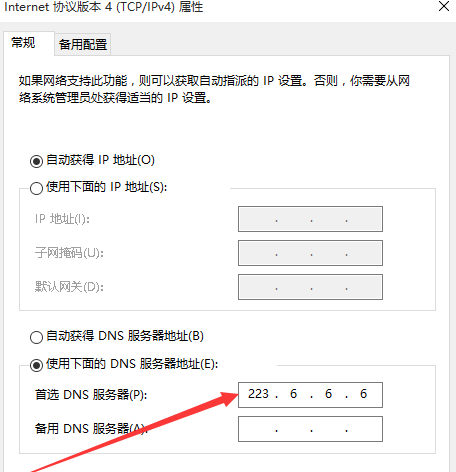 Internet 协议版本 4 (TCP/IPv4) 属性
常规 备用配置
如果网络支持此功能，则可以获取自动指派的 IP 设置。否则，你需要从网
络系统管理员处获得适当的 IP 设置。
自动获得 IP 地址(O)
使用下面的 IP 地址(S):
IP 地址(I): . . .
子网掩码(U): . . .
默认网关(D): . . .
自动获得 DNS 服务器地址(B)
使用下面的 DNS 服务器地址(E):
首选 DNS 服务器(P): 223 . 6 . 6 . 6
备用 DNS 服务器(A): . . .